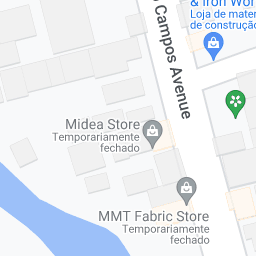 & Iron Wor
Loja de mater
de construção
Campos Avenue
Midea Store
Temporariamente
fechado
MMT Fabric Store
Temporariamente
fechado